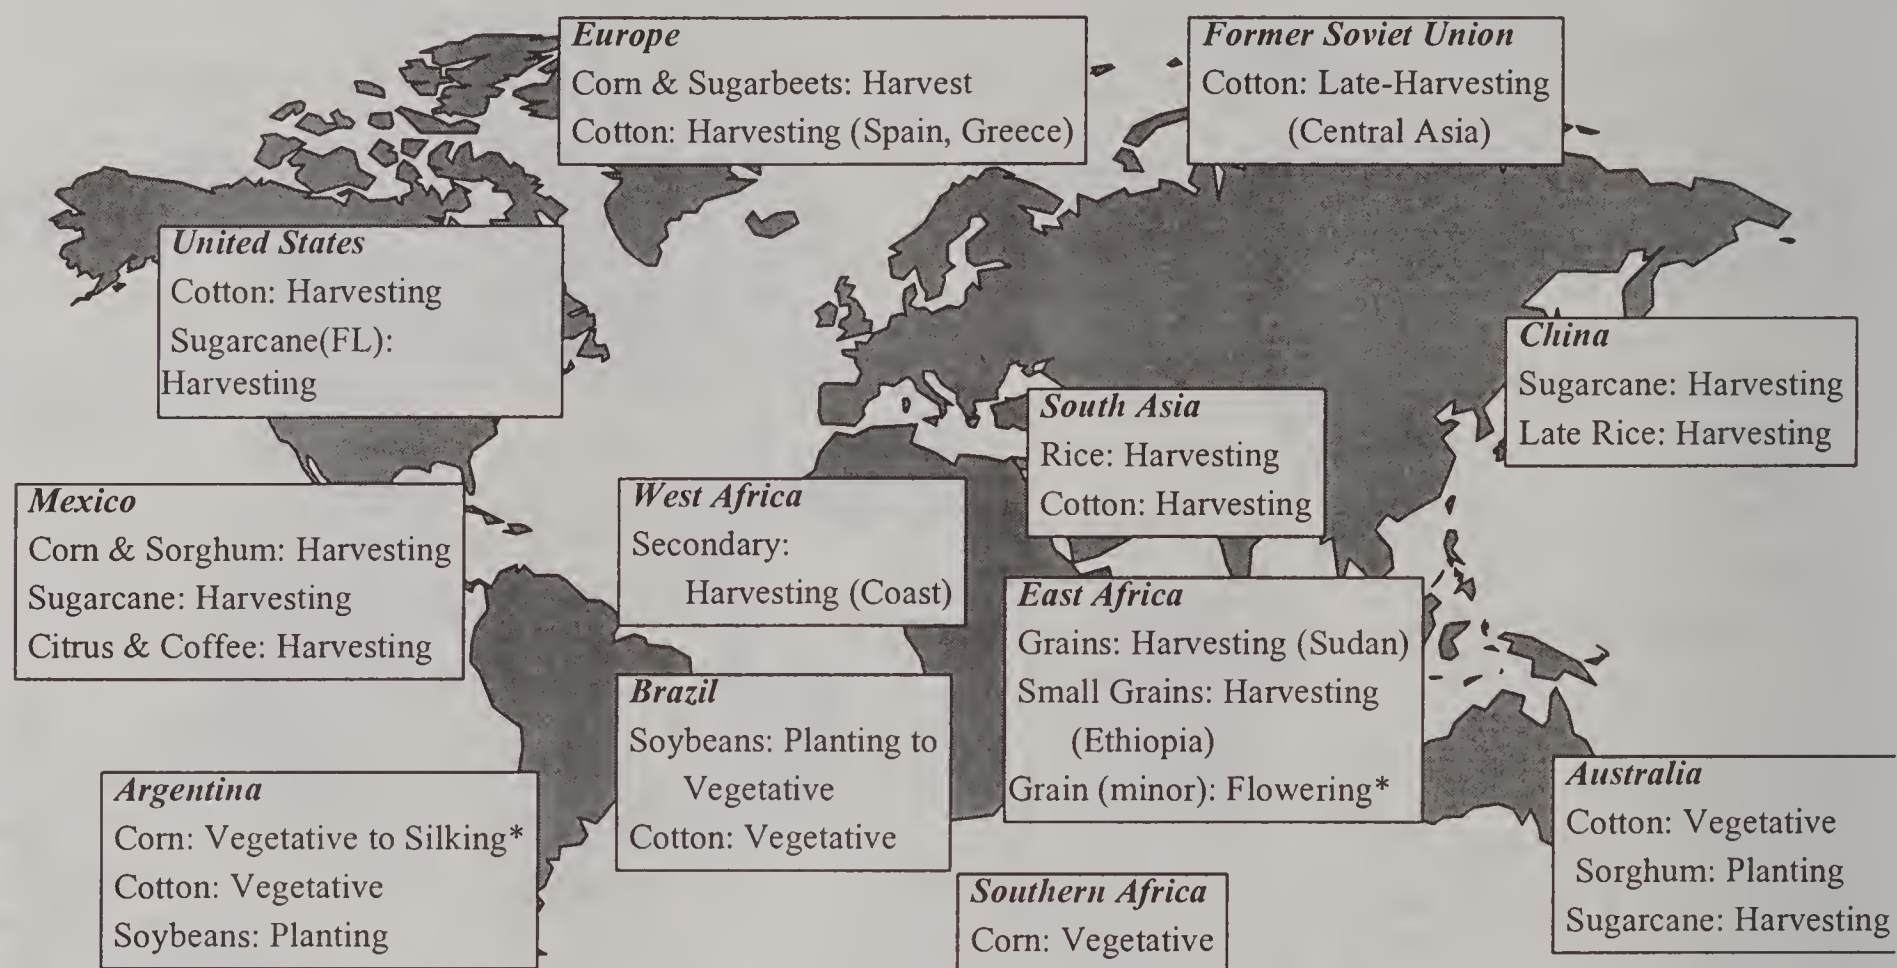 Europe
Corn & Sugarbeets: Harvest
Cotton: Harvesting (Spain, Greece)
Former Soviet Union
Cotton: Late-Harvesting
(Central Asia)
United States
Cotton: Harvesting
Sugarcane(FL):
Harvesting
China
Sugarcane: Harvesting
Late Rice: Harvesting
South Asia
Rice: Harvesting
Cotton: Harvesting
Mexico
Corn & Sorghum: Harvesting
Sugarcane: Harvesting
Citrus & Coffee: Harvesting
West Africa
Secondary:
Harvesting (Coast)
East Africa
Grains: Harvesting (Sudan)
Small Grains: Harvesting
(Ethiopia)
Grain (minor): Flowering*
Brazil
Soybeans: Planting to
Vegetative
Cotton: Vegetative
Argentina
Corn: Vegetative to Silking*
Cotton: Vegetative
Soybeans: Planting
Southern Africa
Corn: Vegetative
Australia
Cotton: Vegetative
Sorghum: Planting
Sugarcane: Harvesting